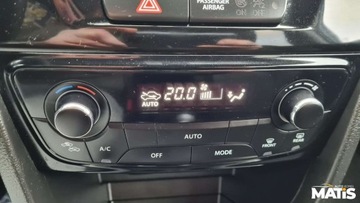 PASSENGER
AIRBAG
AUTO
20.0
AUTO
A/C
OFF
MODE
FRONT
REAR
MATIS